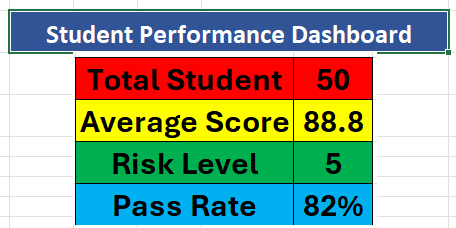 Student Performance Dashboard
Total Student 50
Average Score 88.8
Risk Level 5
Pass Rate 82%